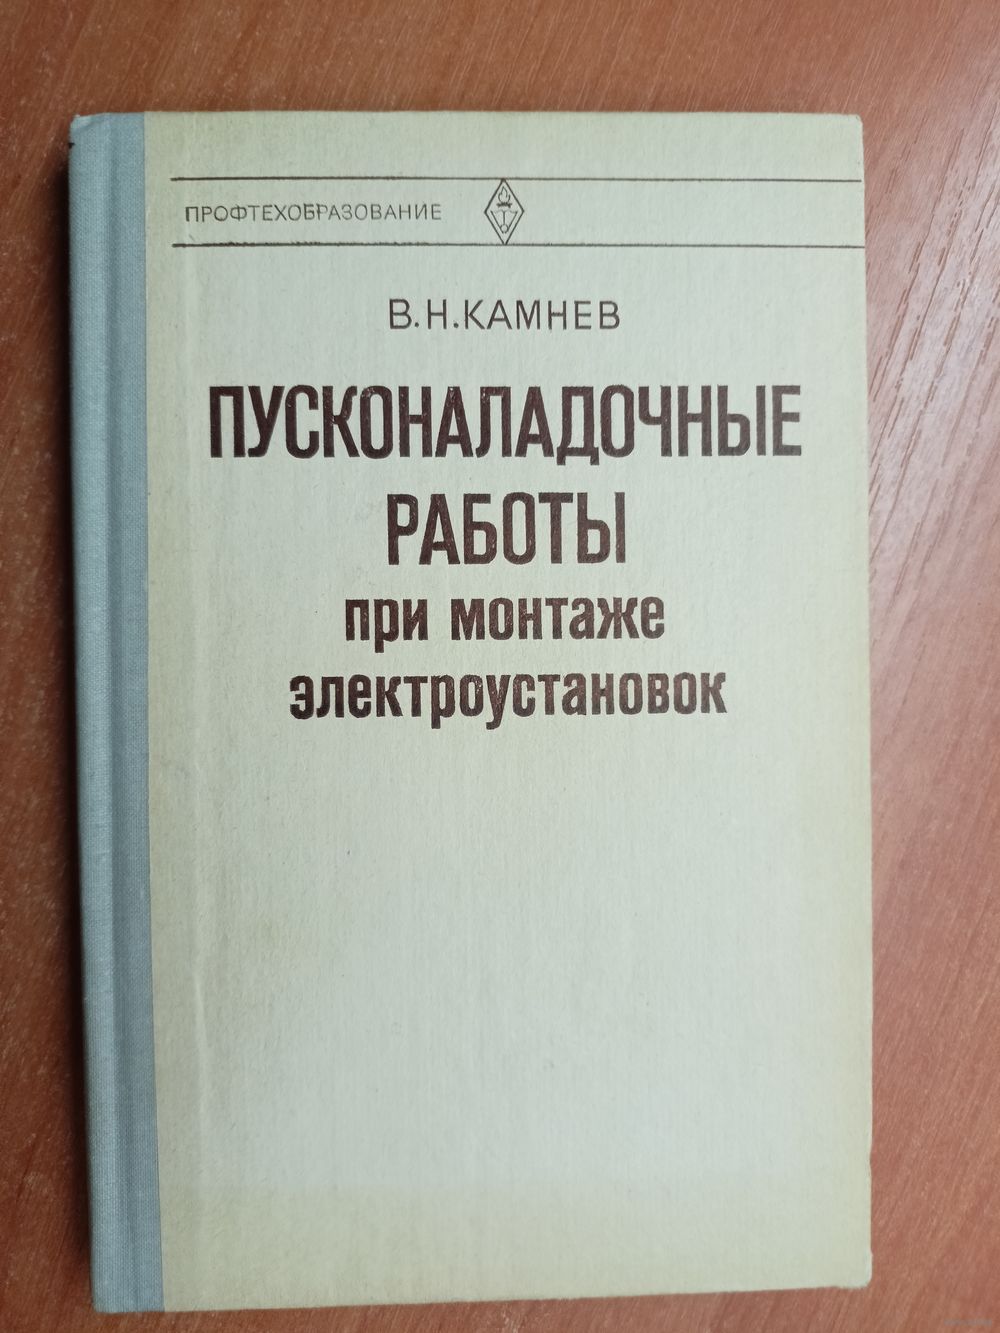 ПРОФТЕХОБРАЗОВАНИЕ
В.Н.КАМНЕВ
ПУСКОНАЛАДОЧНЫЕ
РАБОТЫ
при монтаже
электроустановок